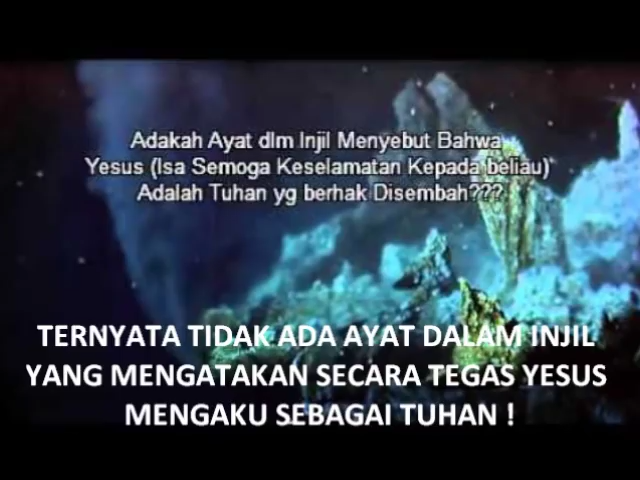 Adakah Ayat dlm Injil Menyebut Bahwa
Yesus (Isa Semoga Keselamatan Kepada beliau)
Adalah Tuhan yg berhak Disembah???
TERNYATA TIDAK ADA AYAT DALAM INJIL
YANG MENGATAKAN SECARA TEGAS YESUS
MENGAKU SEBAGAI TUHAN !